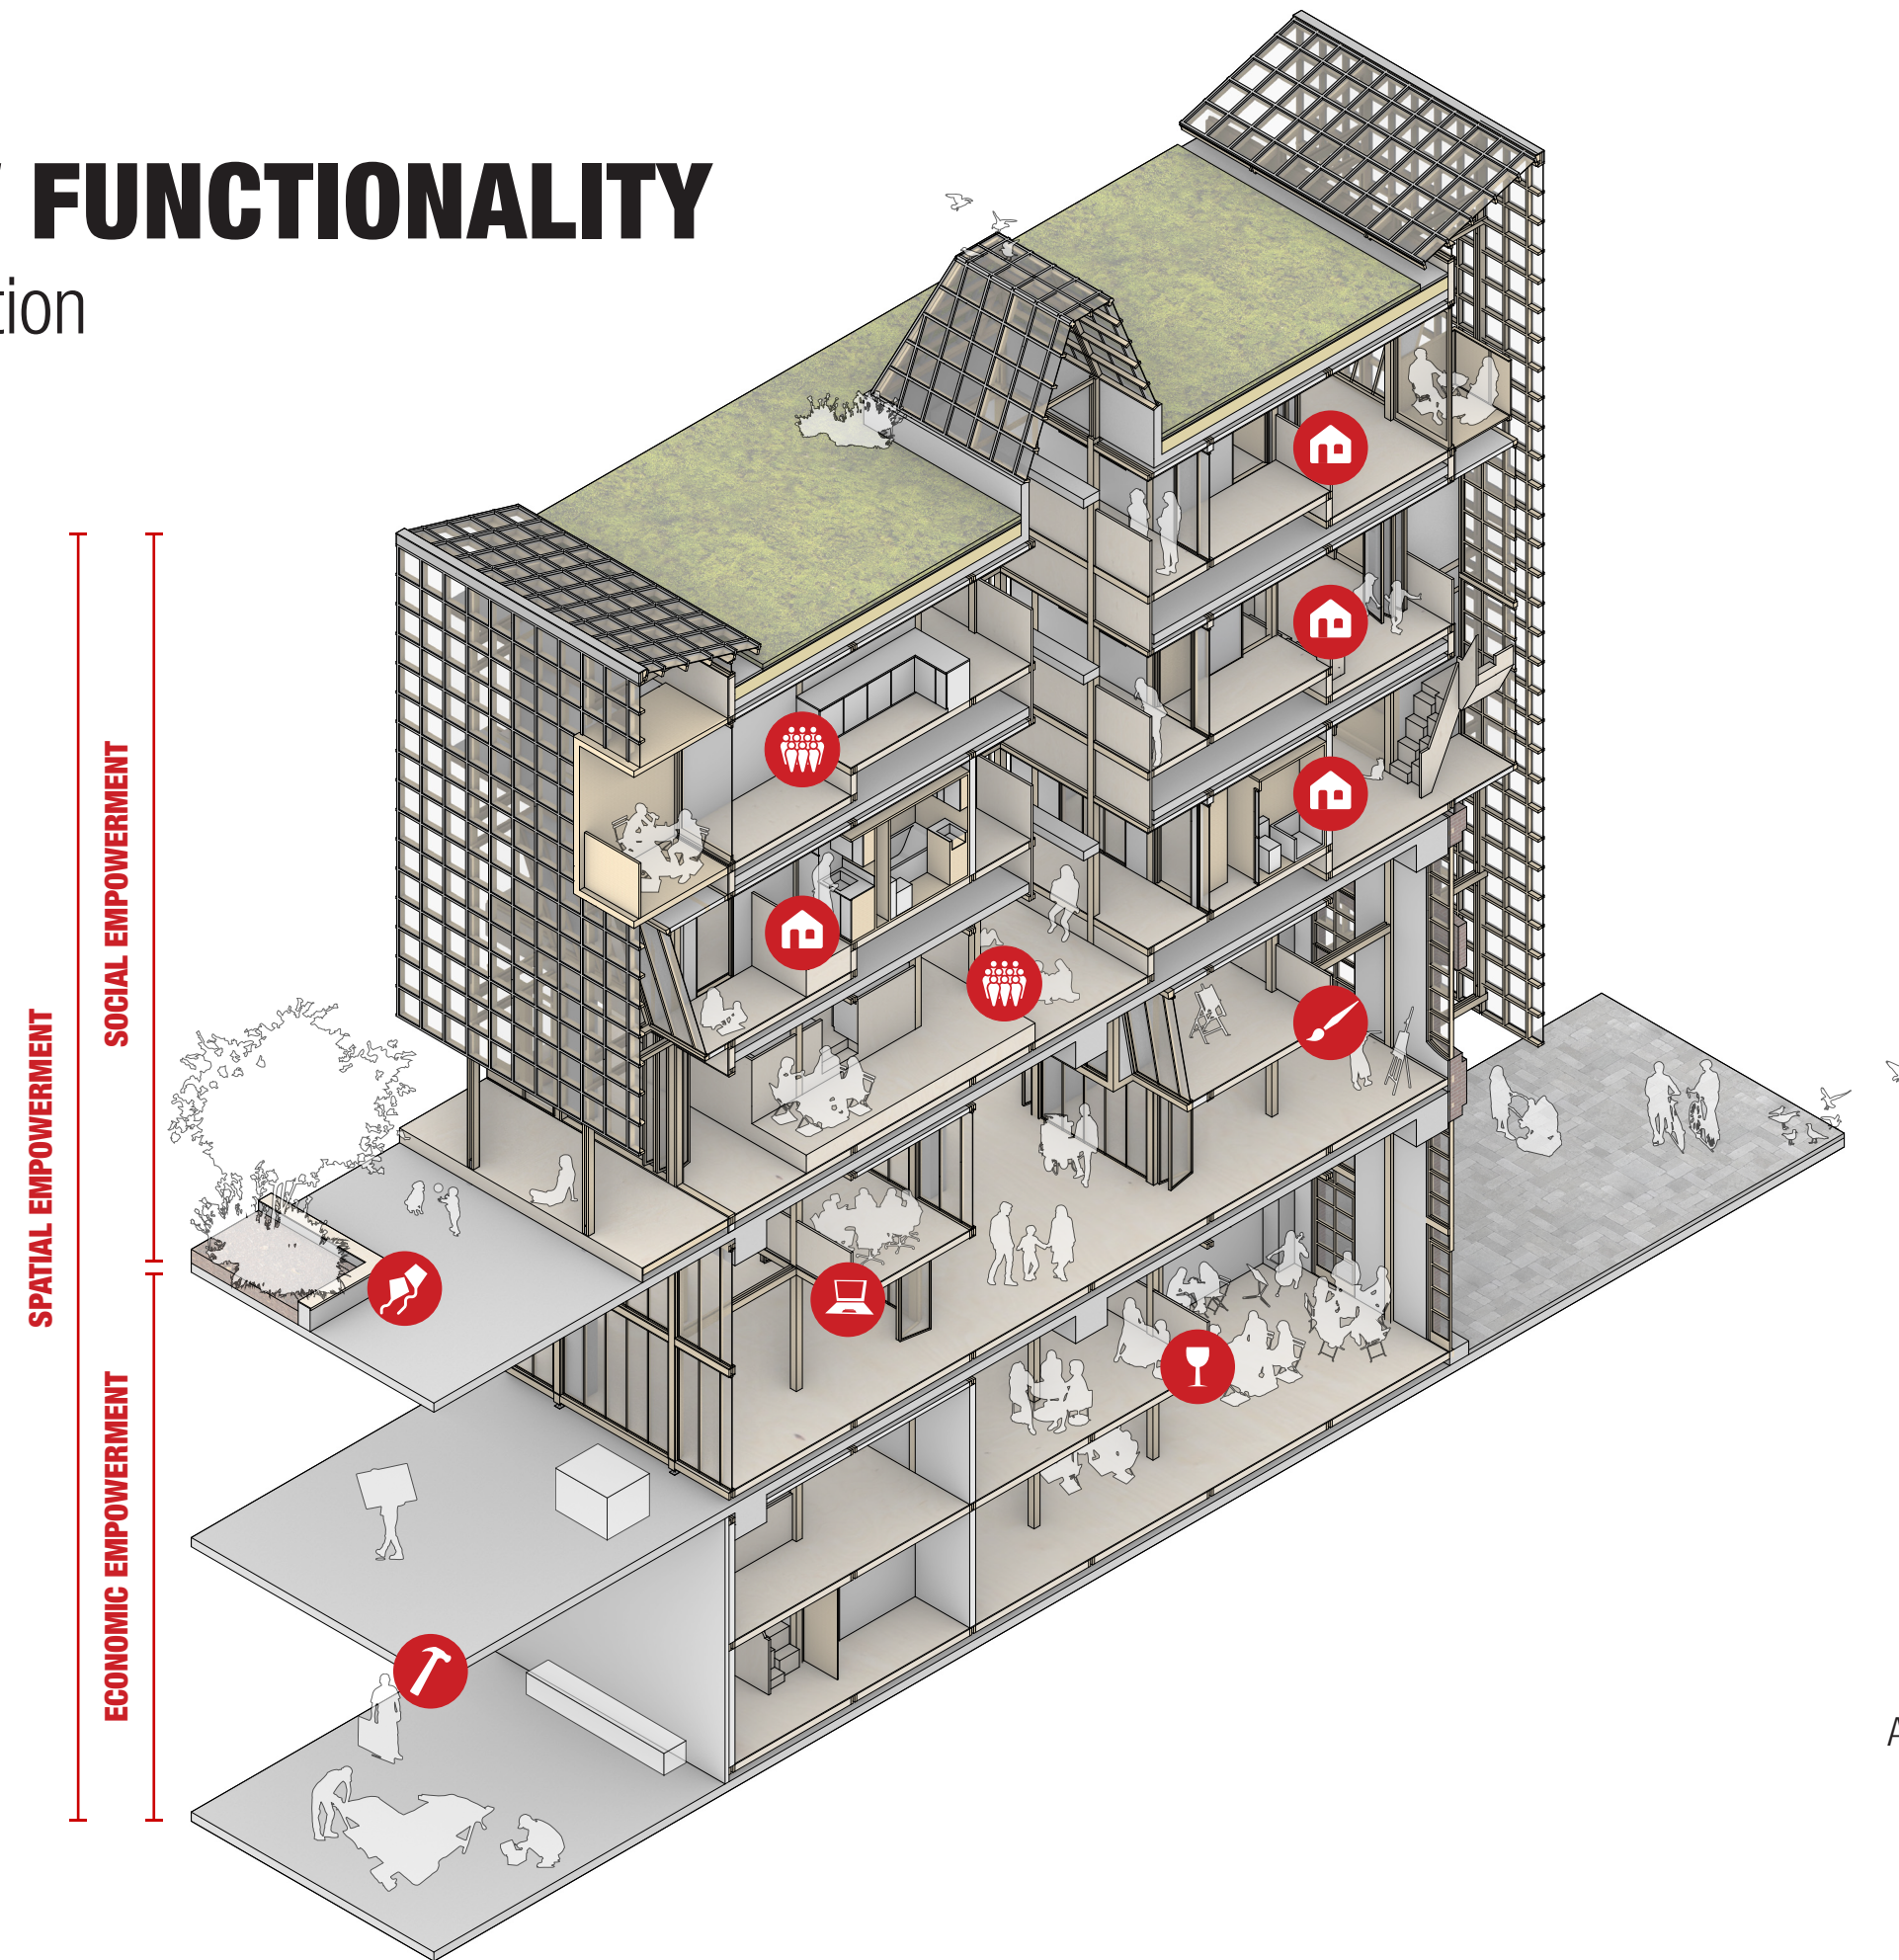 FUNCTIONALITY
tion
SOCIAL EMPOWERMENT
SPATIAL EMPOWERMENT
ECONOMIC EMPOWERMENT
A